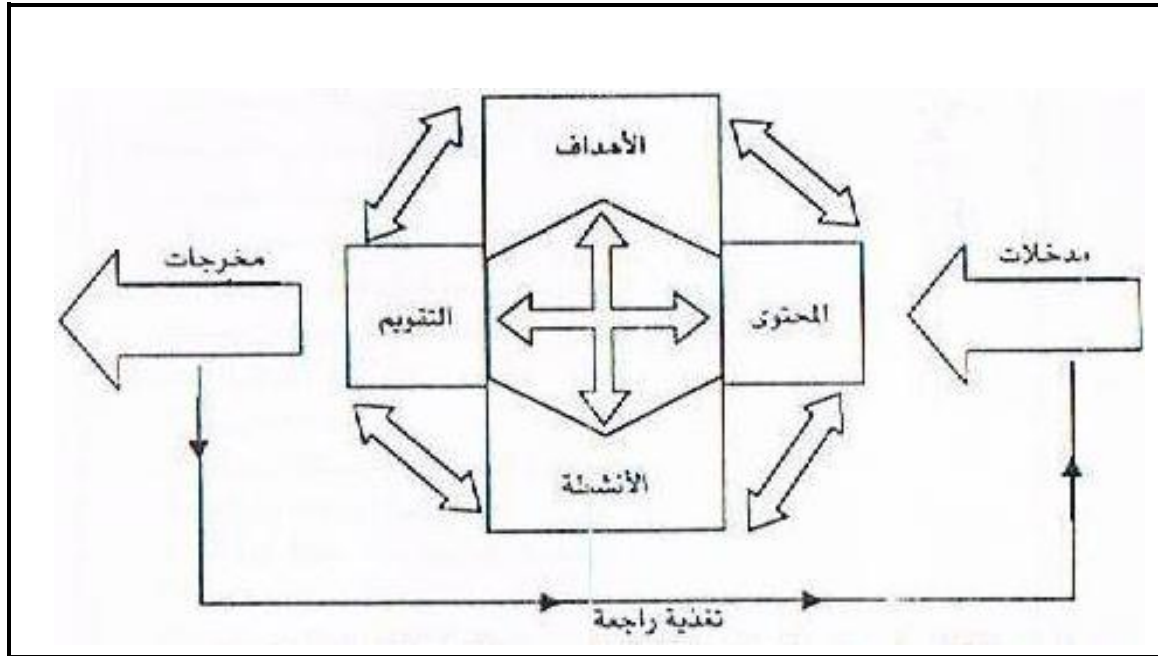 الأهداف
مدخلات
مخرجات
المحتوى
التقويم
الأنشطة
تغذية راجعة